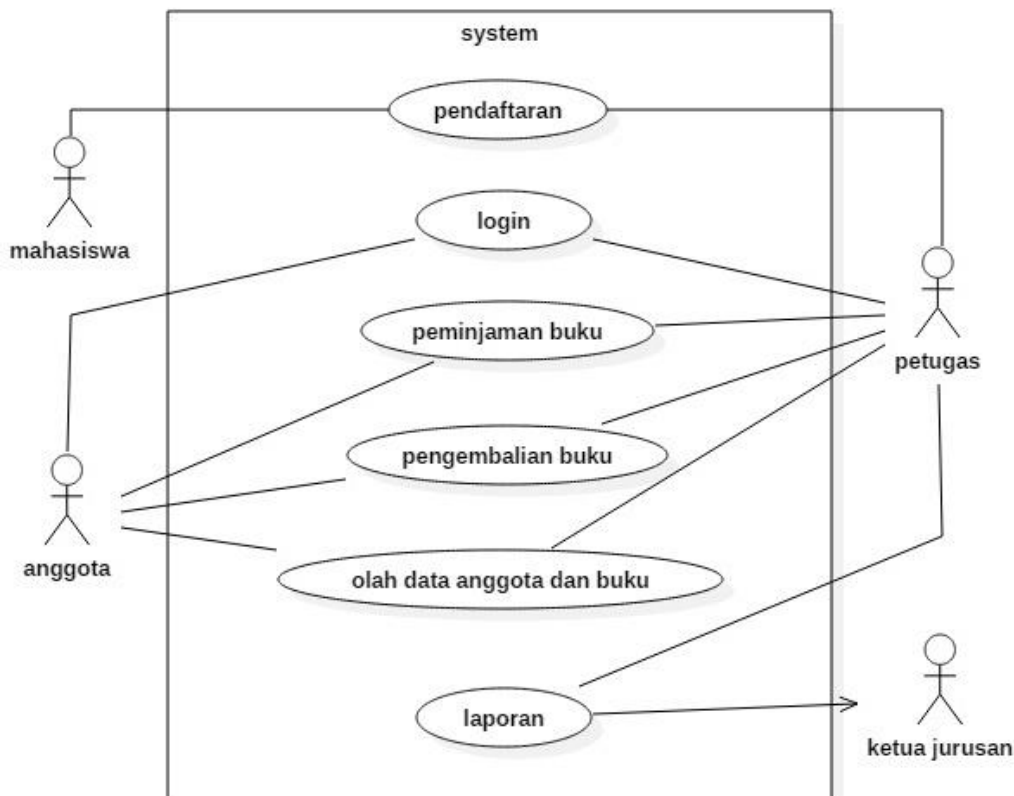 system
pendaftaran
mahasiswa
login
peminjaman buku
petugas
pengembalian buku
anggota
olah data anggota dan buku
laporan
ketua jurusan